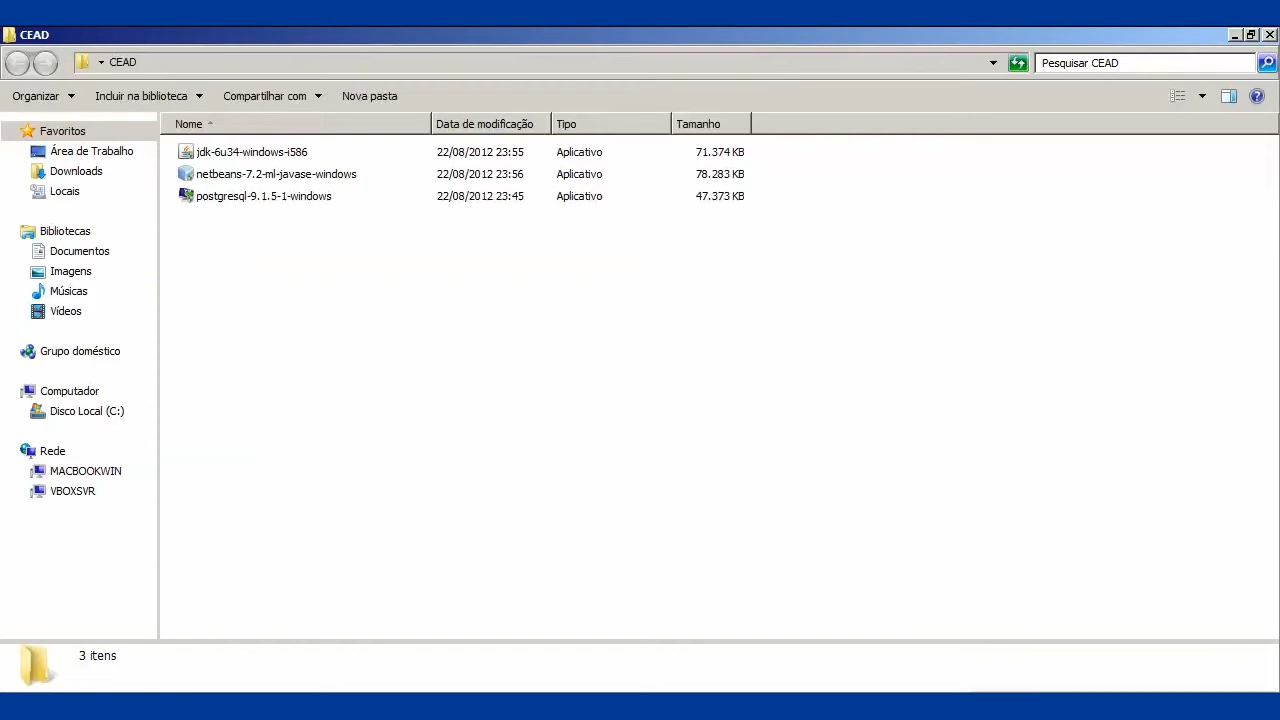 CEAD
CEAD
Pesquisar CEAD
Organizar
Incluir na biblioteca
Compartilhar com
Nova pasta
Favoritos
Área de Trabalho
Downloads
Locais
Bibliotecas
Documentos
Imagens
Músicas
Vídeos
Grupo doméstico
Computador
Disco Local (C:)
Rede
MACBOOKWIN
VBOXSVR
Nome Data de modificação Tipo Tamanho
jdk-6u34-windows-i586 22/08/2012 23:55 Aplicativo 71.374 KB
netbeans-7.2-ml-javase-windows 22/08/2012 23:56 Aplicativo 78.283 KB
postgresql-9.1.5-1-windows 22/08/2012 23:45 Aplicativo 47.373 KB
3 itens